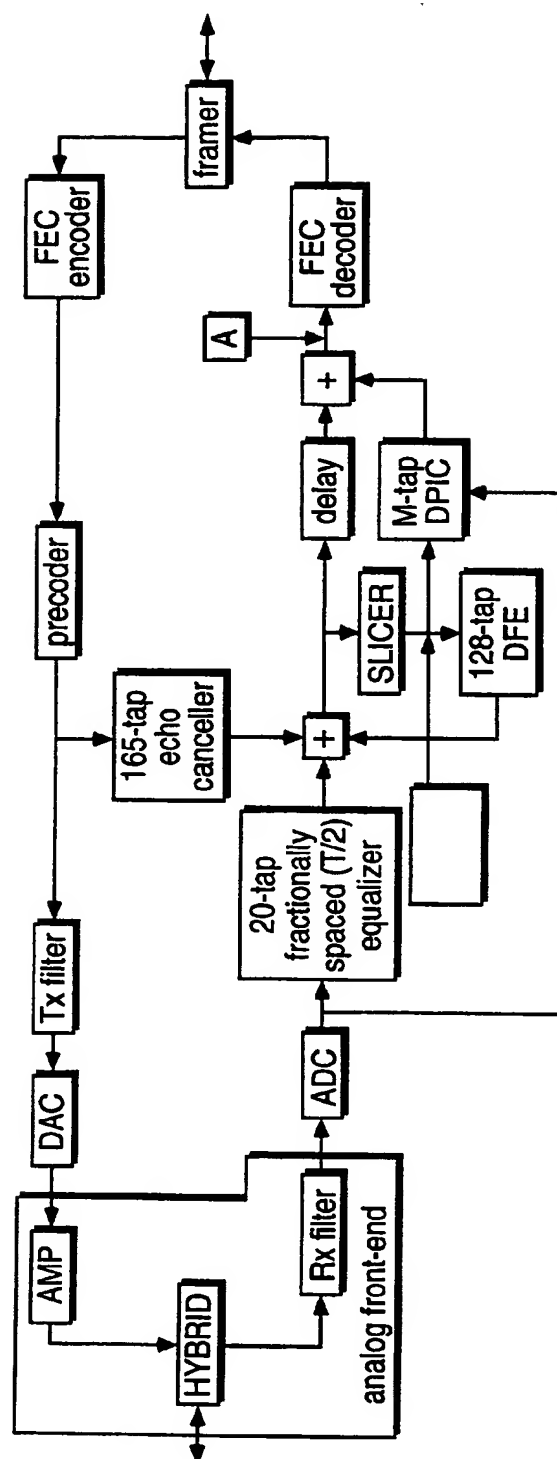 AMP
DAC
Tx filter
precoder
FEC
encoder
framer
HYBRID
165-tap
echo
canceller
A
FEC
decoder
Rx filter
analog front-end
ADC
20-tap
fractionally
spaced (T/2)
equalizer
+
delay
+
SLICER
M-tap
DPIC
128-tap
DFE